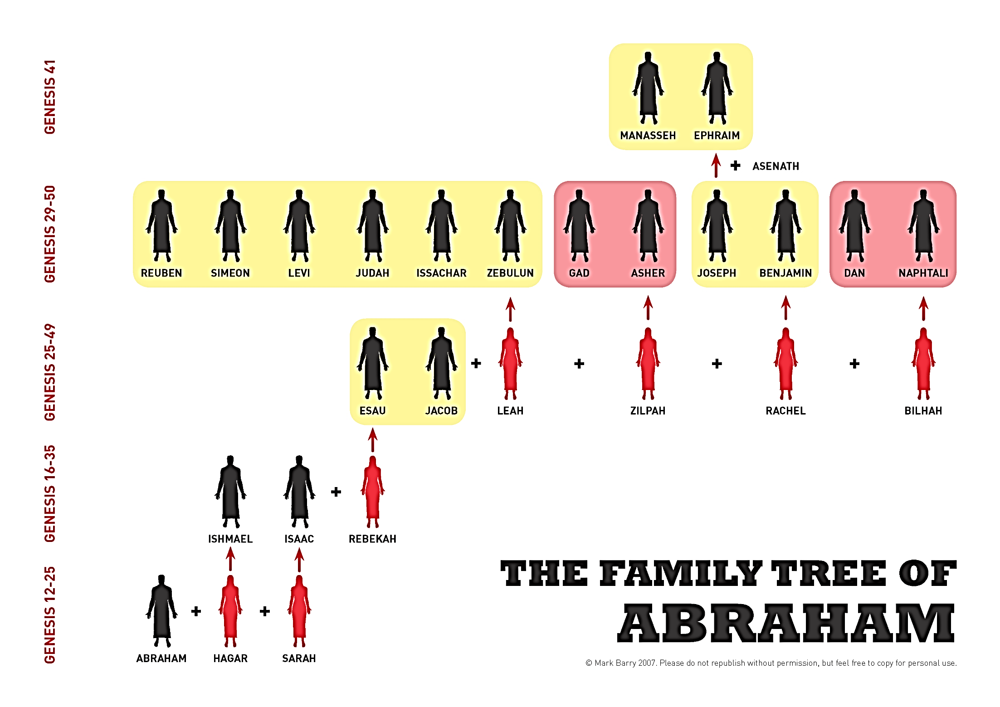 GENESIS 41
MANASSEH EPHRAIM
+ ASENATH
GENESIS 29-50
REUBEN SIMEON LEVI JUDAH ISSACHAR ZEBULUN GAD ASHER JOSEPH BENJAMIN DAN NAPHTALI
GENESIS 25-49
+ + + +
ESAU JACOB LEAH ZILPAH RACHEL BILHAH
GENESIS 16-35
+
ISHMAEL ISAAC REBEKAH
GENESIS 12-25
+ +
ABRAHAM HAGAR SARAH
THE FAMILY TREE OF
ABRAHAM
© Mark Barry 2007. Please do not republish without permission, but feel free to copy for personal use.